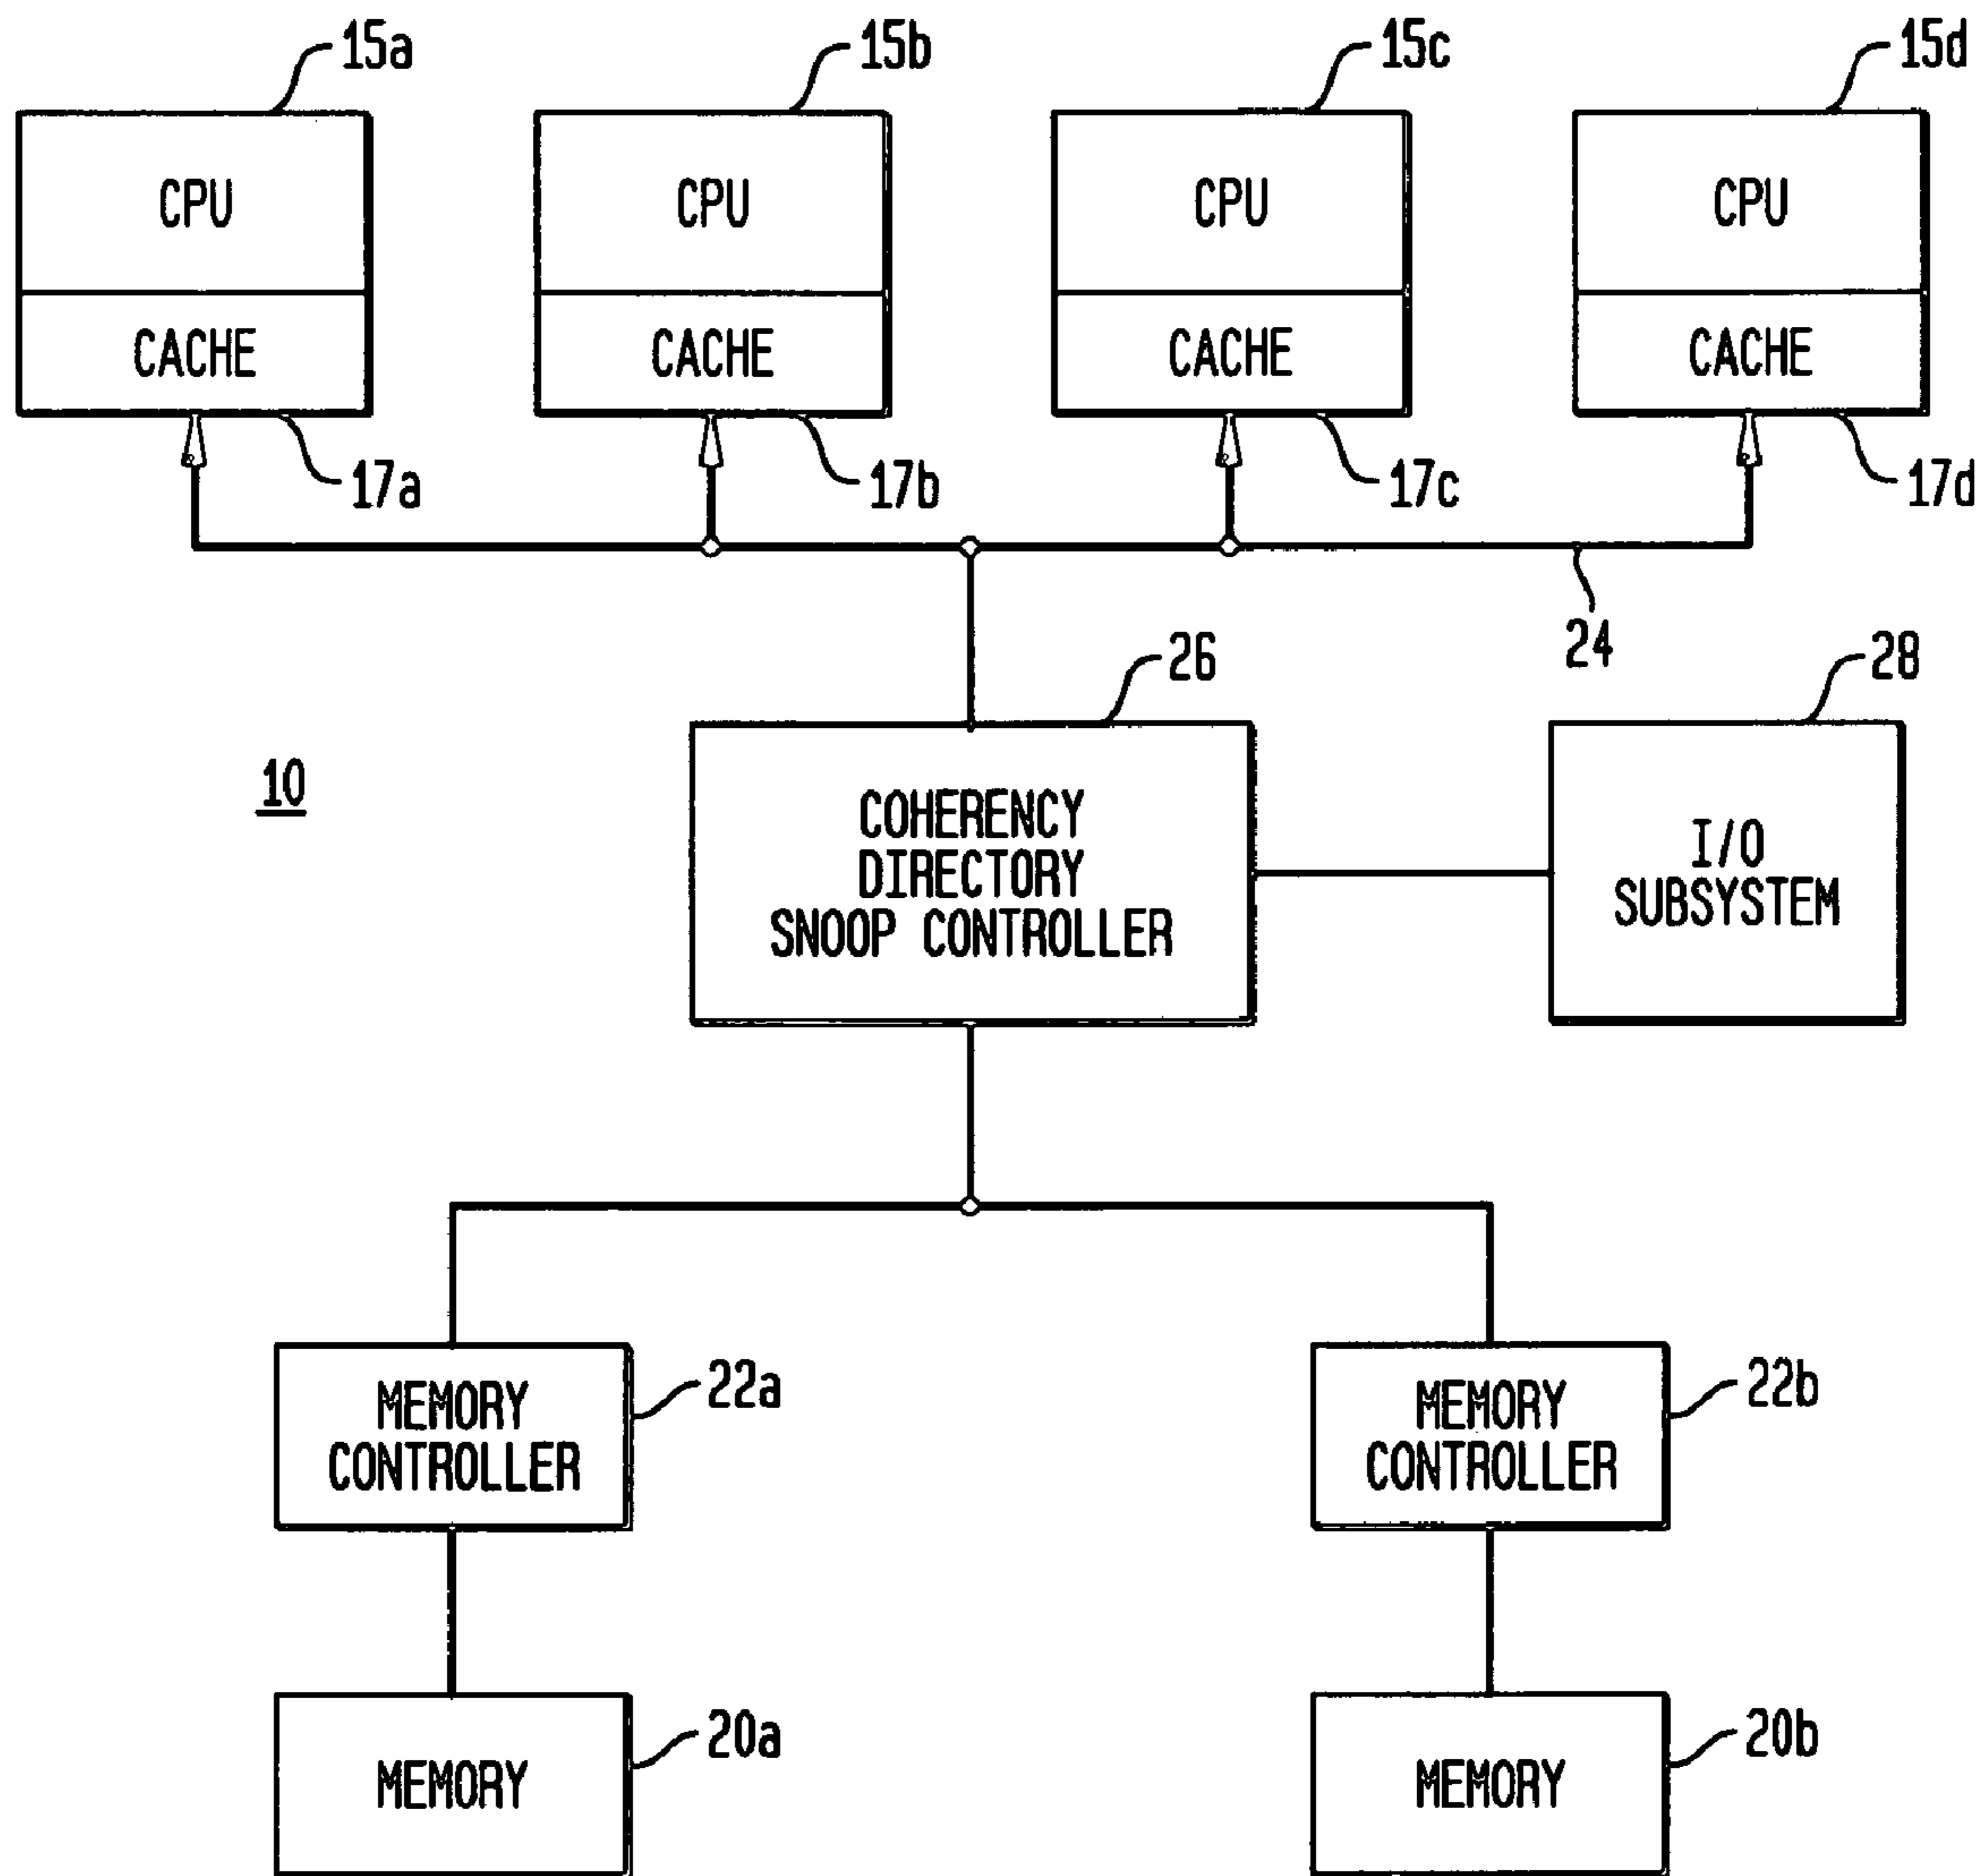 15a
15b
15c
15d
CPU
CPU
CPU
CPU
CACHE
CACHE
CACHE
CACHE
17a
17b
17c
17d
24
26
28
10
COHERENCY
DIRECTORY
SNOOP CONTROLLER
I/O
SUBSYSTEM
MEMORY
CONTROLLER
22a
MEMORY
CONTROLLER
22b
MEMORY
20a
MEMORY
20b